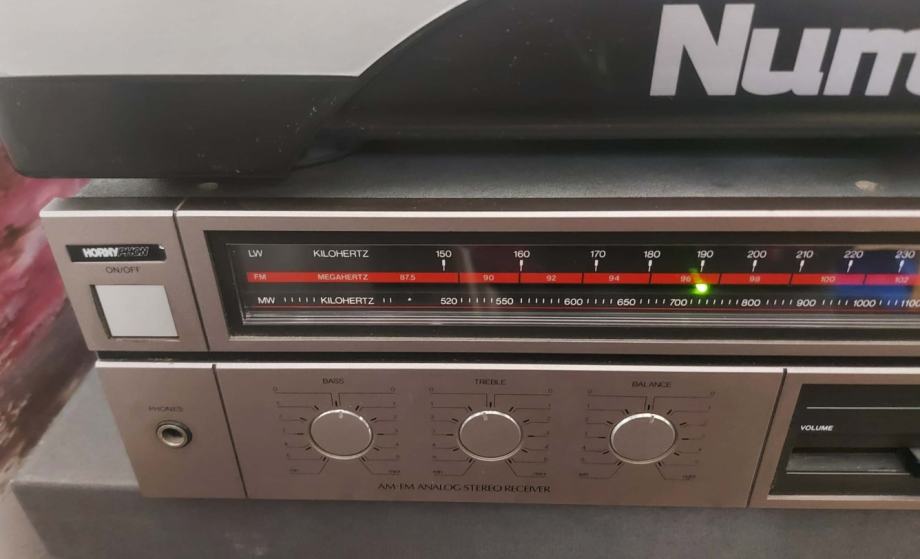 Num
HORNYPHON
ON/OFF
LW KILOHERTZ 150 160 170 180 190 200 210 220 230
FM MEGAHERTZ 87.5 90 92 94 96 98 100 102
MW KILOHERTZ 520 550 600 650 700 800 900 1000 1100
PHONES
BASS TREBLE BALANCE
VOLUME
AM-FM ANALOG STEREO RECEIVER